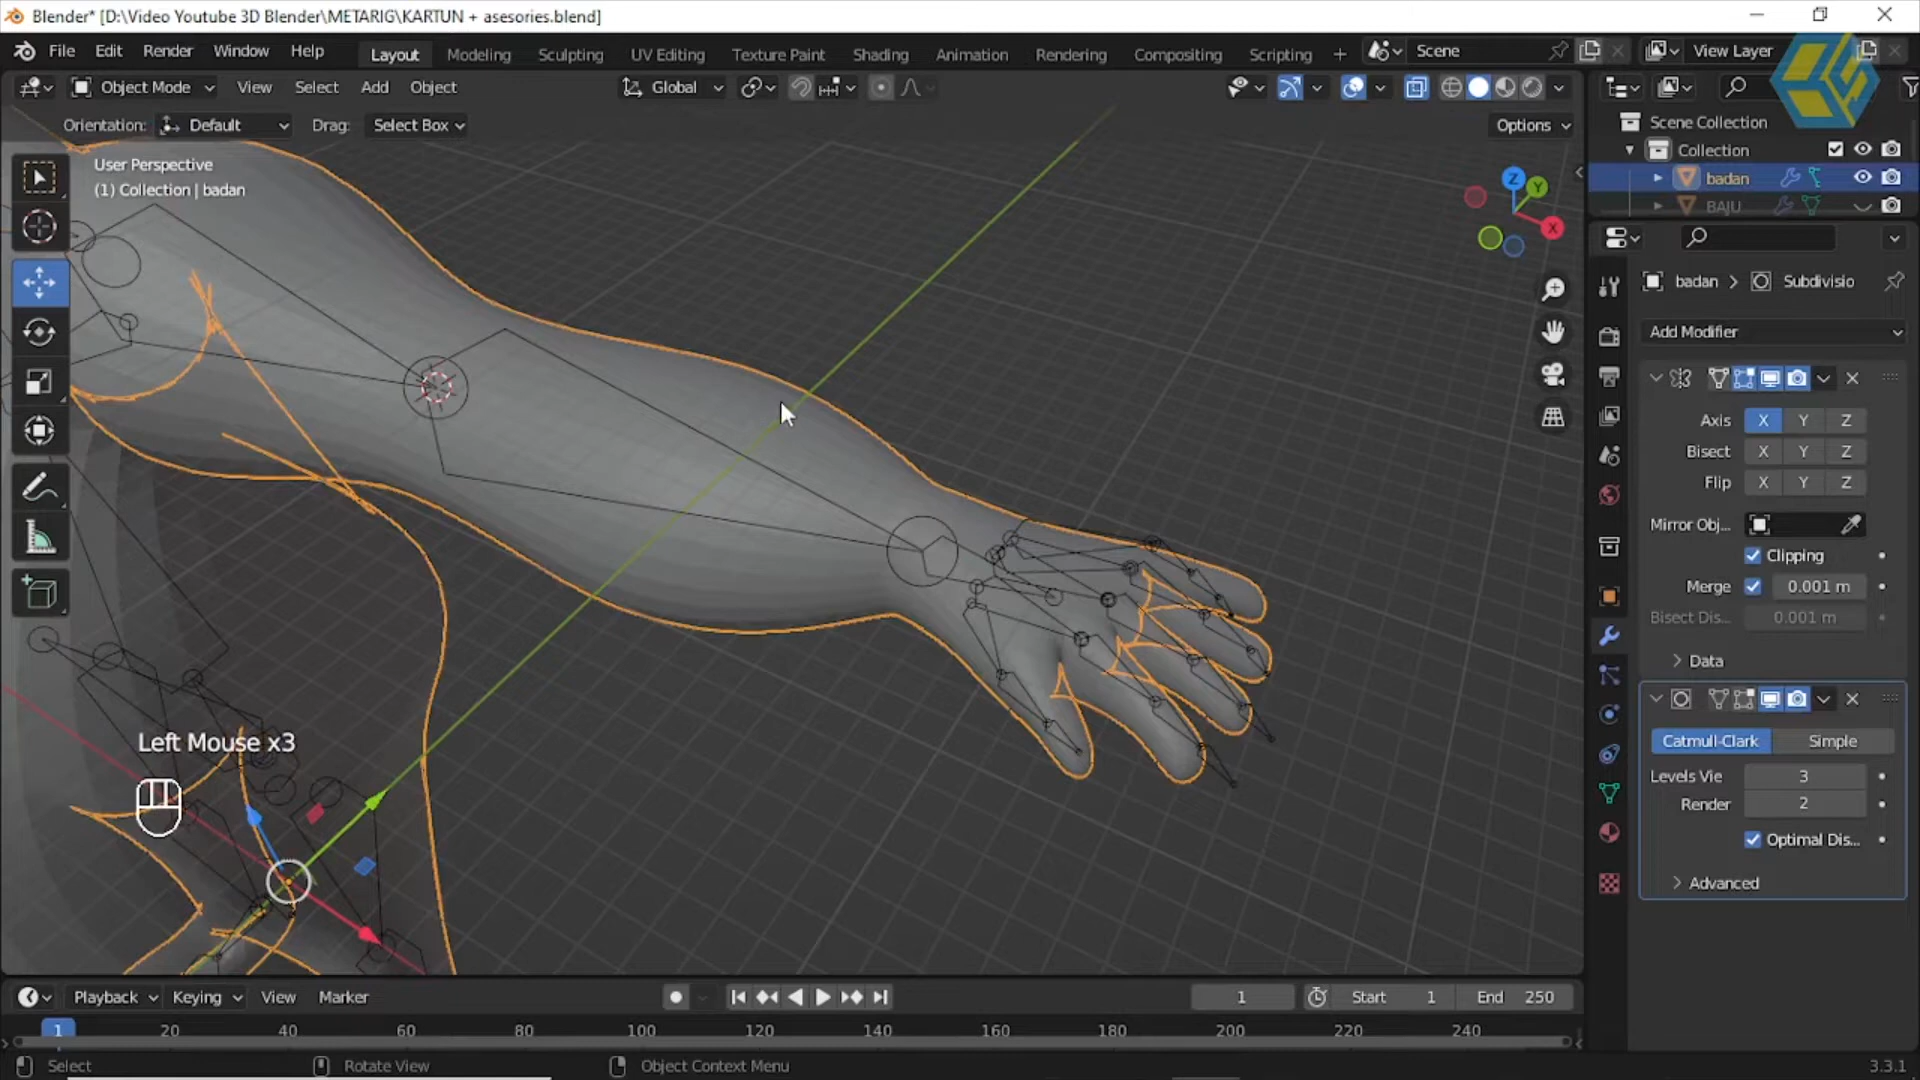 Blender* [D:\Video Youtube 3D Blender\METARIG\KARTUN + asesories.blend]
File Edit Render Window Help
Layout Modeling Sculpting UV Editing Texture Paint Shading Animation Rendering Compositing Scripting + Scene View Layer
Object Mode View Select Add Object Global
Orientation: Default Drag: Select Box Options
User Perspective
(1) Collection | badan
Z
Y
X
Scene Collection
Collection
badan
BAJU
badan > Subdivisio
Add Modifier
Axis X Y Z
Bisect X Y Z
Flip X Y Z
Mirror Obj...
Clipping
Merge 0.001 m
Bisect Dis... 0.001 m
Data
Catmull-Clark Simple
Levels Vie 3
Render 2
Optimal Dis...
Advanced
Left Mouse x3
Playback Keying View Marker 1 Start 1 End 250
1 20 40 60 80 100 120 140 160 180 200 220 240
Select Rotate View Object Context Menu 3.3.1